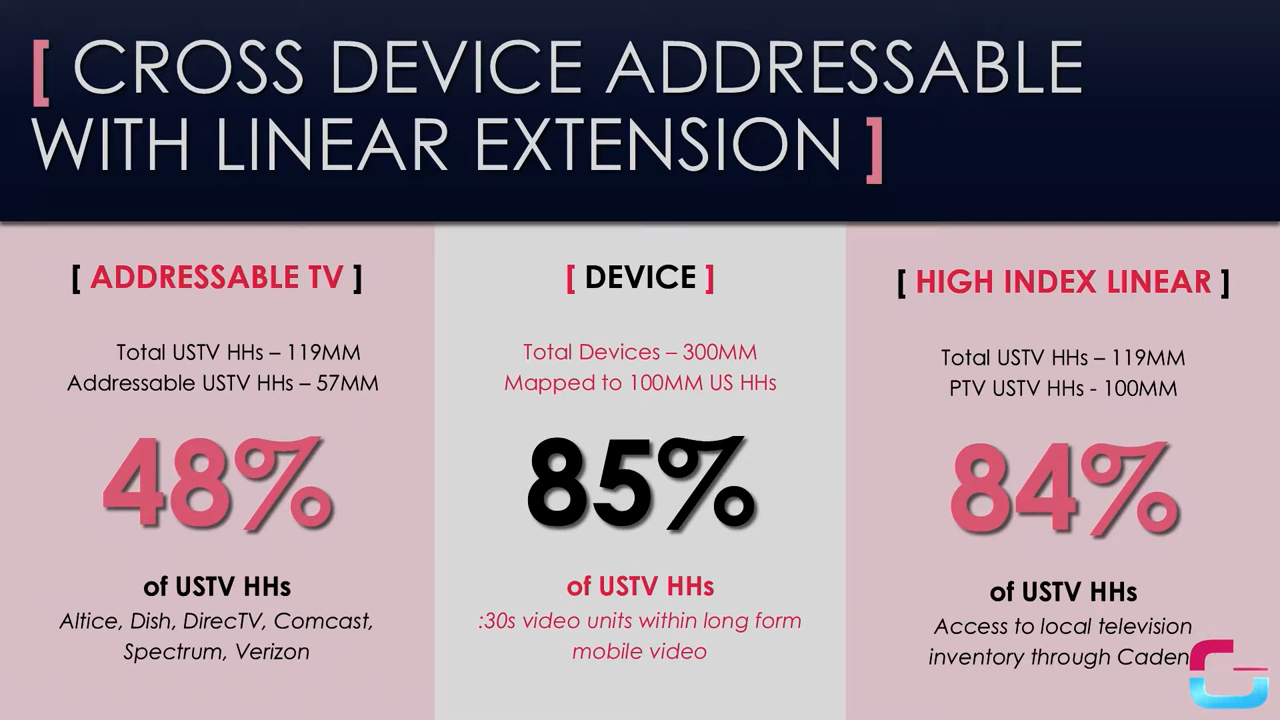 [ CROSS DEVICE ADDRESSABLE
WITH LINEAR EXTENSION ]
[ ADDRESSABLE TV ]
Total USTV HHs – 119MM
Addressable USTV HHs – 57MM
48%
of USTV HHs
Altice, Dish, DirecTV, Comcast,
Spectrum, Verizon
[ DEVICE ]
Total Devices – 300MM
Mapped to 100MM US HHs
85%
of USTV HHs
:30s video units within long form
mobile video
[ HIGH INDEX LINEAR ]
Total USTV HHs – 119MM
PTV USTV HHs - 100MM
84%
of USTV HHs
Access to local television
inventory through